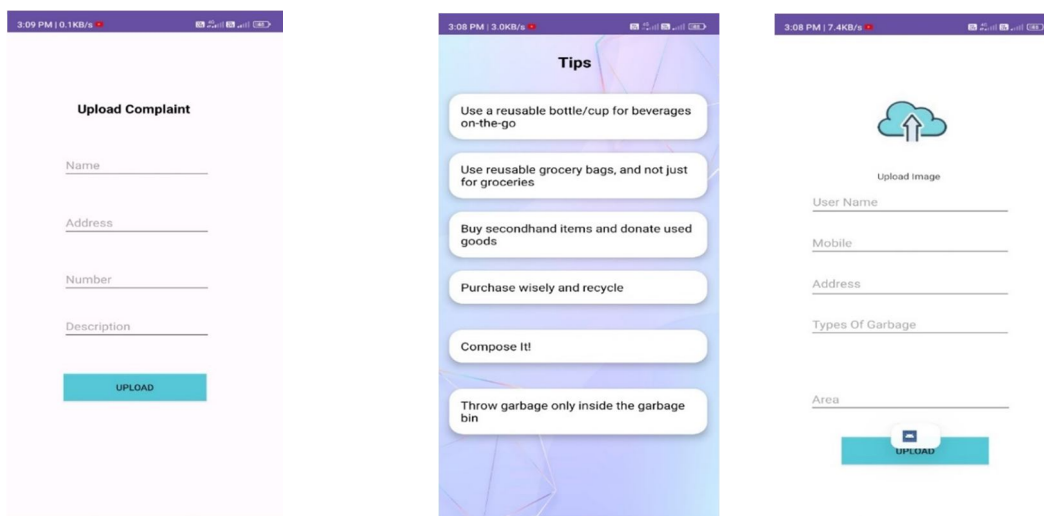 3:09 PM | 0.1KB/s
Upload Complaint
Name
Address
Number
Description
UPLOAD
3:08 PM | 3.0KB/s
Tips
Use a reusable bottle/cup for beverages
on-the-go
Use reusable grocery bags, and not just
for groceries
Buy secondhand items and donate used
goods
Purchase wisely and recycle
Compose It!
Throw garbage only inside the garbage
bin
3:08 PM | 7.4KB/s
Upload Image
User Name
Mobile
Address
Types Of Garbage
Area
UPLOAD